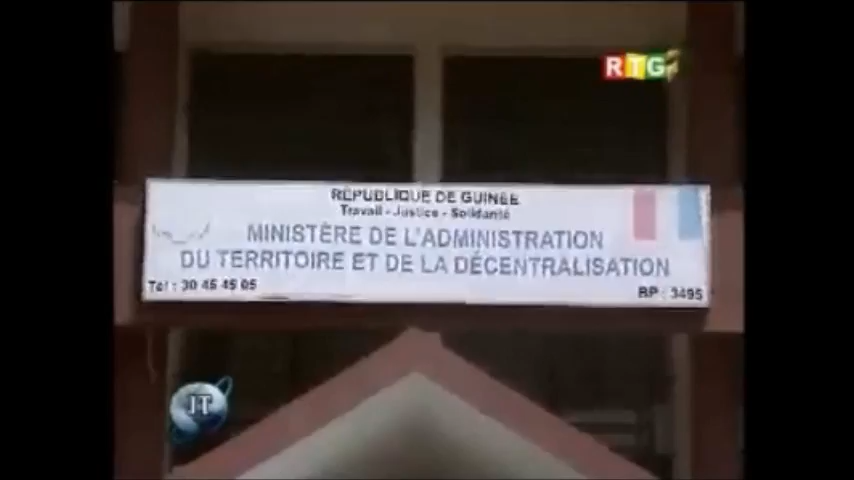 RTG
RÉPUBLIQUE DE GUINÉE
Travail - Justice - Solidarité
MINISTÈRE DE L'ADMINISTRATION
DU TERRITOIRE ET DE LA DÉCENTRALISATION
Tél : 30 45 45 05
BP : 3495
JT